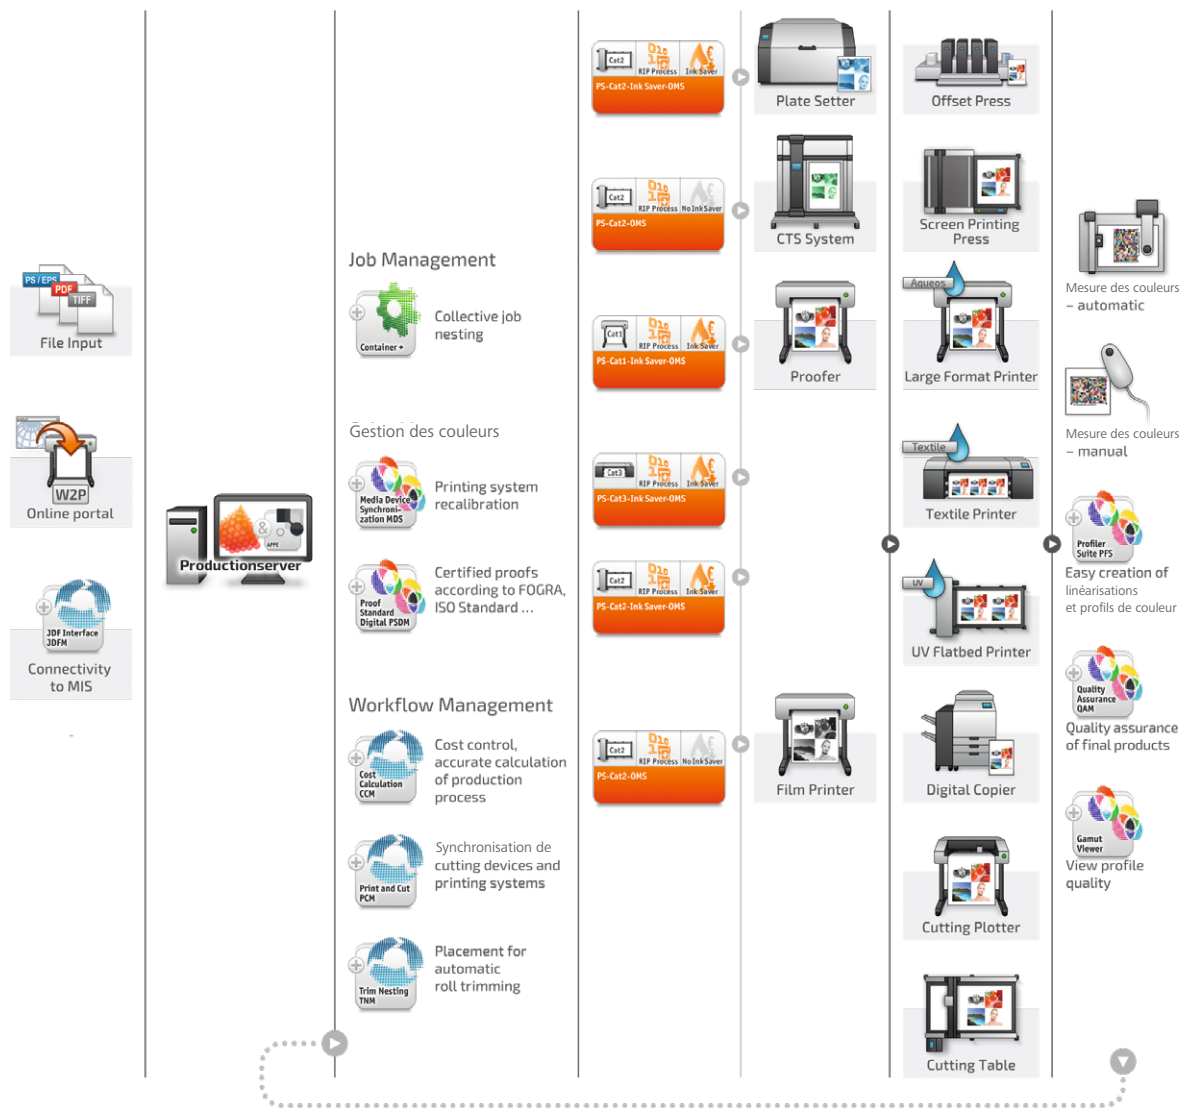 PS / EPS
PDF
TIFF
File Input
W2P
Online portal
JDF Interface
JDFM
Connectivity
to MIS
&
APPE
Productionserver
Job Management
Container +
Collective job
nesting
Gestion des couleurs
Media Device
Synchroni-
zation MDS
Printing system
recalibration
Proof
Standard
Digital PSDM
Certified proofs
according to FOGRA,
ISO Standard ...
Workflow Management
Cost
Calculation
CCM
Cost control,
accurate calculation
of production
process
Print and Cut
PCM
Synchronisation de
cutting devices and
printing systems
Trim Nesting
TNM
Placement for
automatic
roll trimming
Cat2
RIP Process
Ink Saver
PS-Cat2-Ink Saver-OMS
Cat2
RIP Process
No Ink Saver
PS-Cat2-OMS
Cat1
RIP Process
Ink Saver
PS-Cat1-Ink Saver-OMS
Cat3
RIP Process
Ink Saver
PS-Cat3-Ink Saver-OMS
Cat2
RIP Process
Ink Saver
PS-Cat2-Ink Saver-OMS
Cat2
RIP Process
No Ink Saver
PS-Cat2-OMS
Plate Setter
CTS System
Proofer
Film Printer
Offset Press
Screen Printing
Press
Aqueos
Large Format Printer
Textile
Textile Printer
UV
UV Flatbed Printer
Digital Copier
Cutting Plotter
Cutting Table
Mesure des couleurs
– automatic
Mesure des couleurs
– manual
Profiler
Suite PFS
Easy creation of
linéarisations
et profils de couleur
Quality
Assurance
QAM
Quality assurance
of final products
Gamut
Viewer
View profile
quality